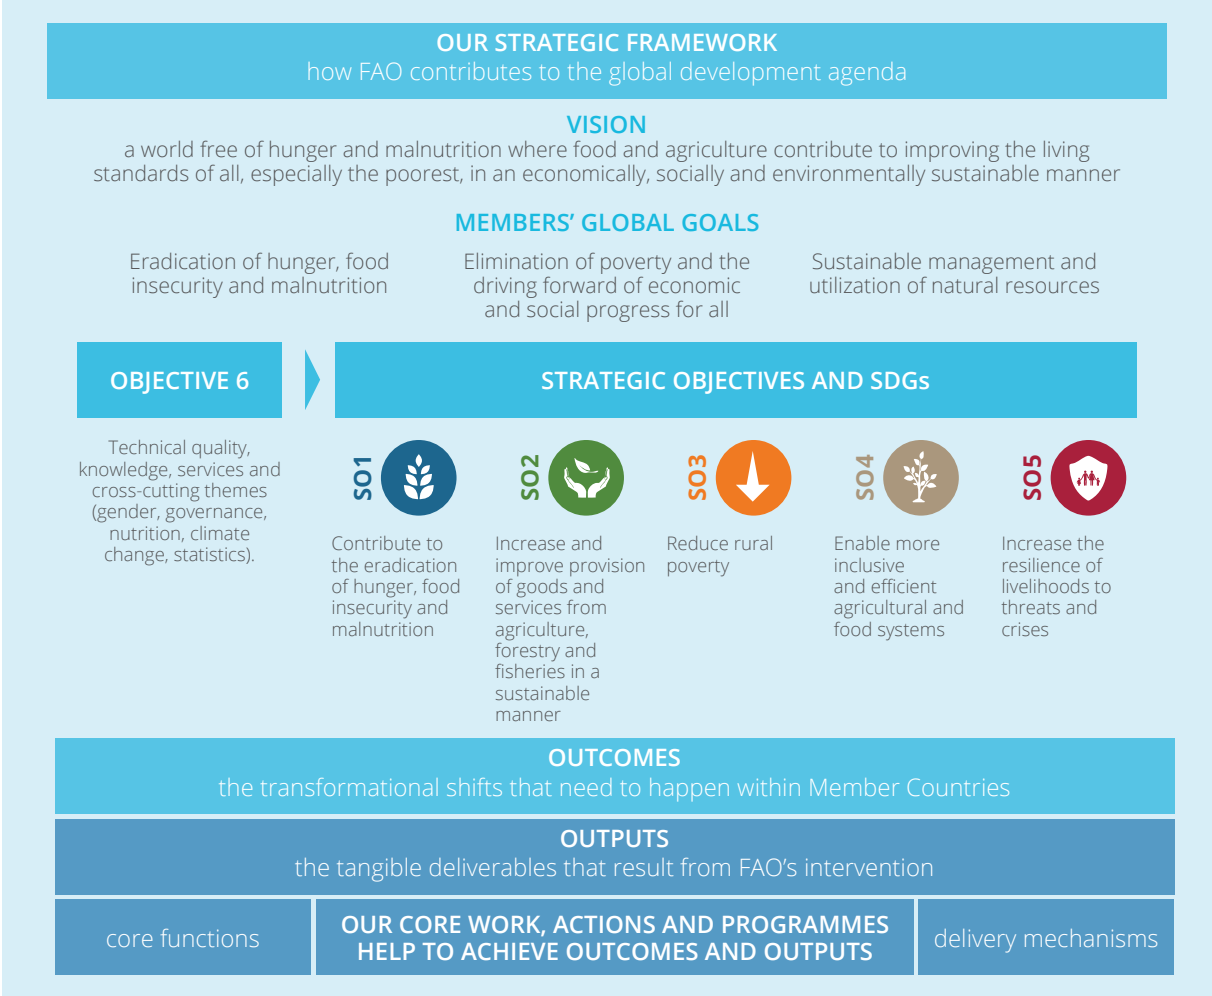 OUR STRATEGIC FRAMEWORK
how FAO contributes to the global development agenda
VISION
a world free of hunger and malnutrition where food and agriculture contribute to improving the living
standards of all, especially the poorest, in an economically, socially and environmentally sustainable manner
MEMBERS’ GLOBAL GOALS
Eradication of hunger, food
insecurity and malnutrition
Elimination of poverty and the
driving forward of economic
and social progress for all
Sustainable management and
utilization of natural resources
OBJECTIVE 6
Technical quality,
knowledge, services and
cross-cutting themes
(gender, governance,
nutrition, climate
change, statistics).
STRATEGIC OBJECTIVES AND SDGs
SO1
Contribute to
the eradication
of hunger, food
insecurity and
malnutrition
SO2
Increase and
improve provision
of goods and
services from
agriculture,
forestry and
fisheries in a
sustainable
manner
SO3
Reduce rural
poverty
SO4
Enable more
inclusive
and efficient
agricultural and
food systems
SO5
Increase the
resilience of
livelihoods to
threats and
crises
OUTCOMES
the transformational shifts that need to happen within Member Countries
OUTPUTS
the tangible deliverables that result from FAO’s intervention
core functions
OUR CORE WORK, ACTIONS AND PROGRAMMES
HELP TO ACHIEVE OUTCOMES AND OUTPUTS
delivery mechanisms